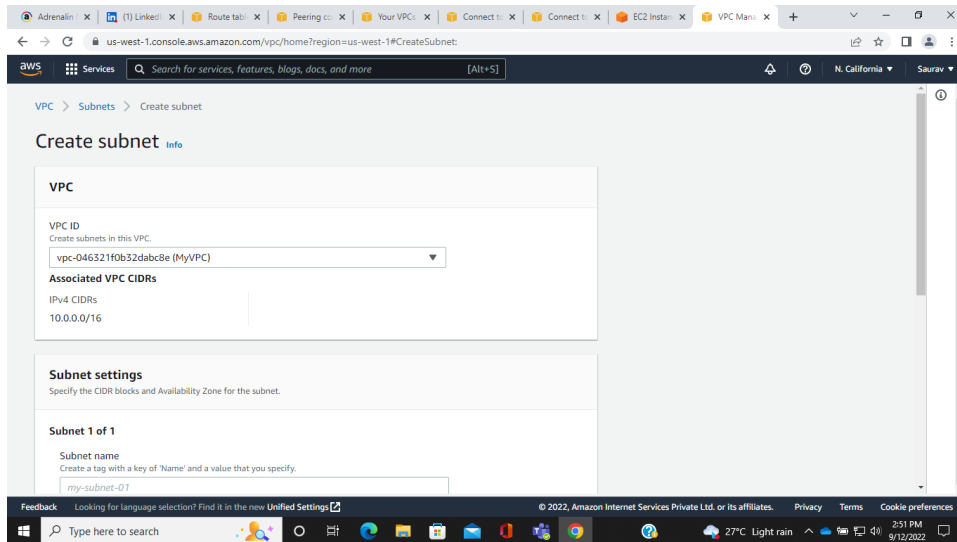 Adrenalin
(1) LinkedI
Route table
Peering co
Your VPCs
Connect to
Connect to
EC2 Instan
VPC Mana
us-west-1.console.aws.amazon.com/vpc/home?region=us-west-1#CreateSubnet:
aws
Services
Search for services, features, blogs, docs, and more
[Alt+S]
N. California
Saurav
VPC > Subnets > Create subnet
Create subnet Info
VPC
VPC ID
Create subnets in this VPC.
vpc-046321f0b32dabc8e (MyVPC)
Associated VPC CIDRs
IPv4 CIDRs
10.0.0.0/16
Subnet settings
Specify the CIDR blocks and Availability Zone for the subnet.
Subnet 1 of 1
Subnet name
Create a tag with a key of 'Name' and a value that you specify.
my-subnet-01
Feedback
Looking for language selection? Find it in the new Unified Settings
© 2022, Amazon Internet Services Private Ltd. or its affiliates.
Privacy
Terms
Cookie preferences
Type here to search
27°C Light rain
2:51 PM
9/12/2022